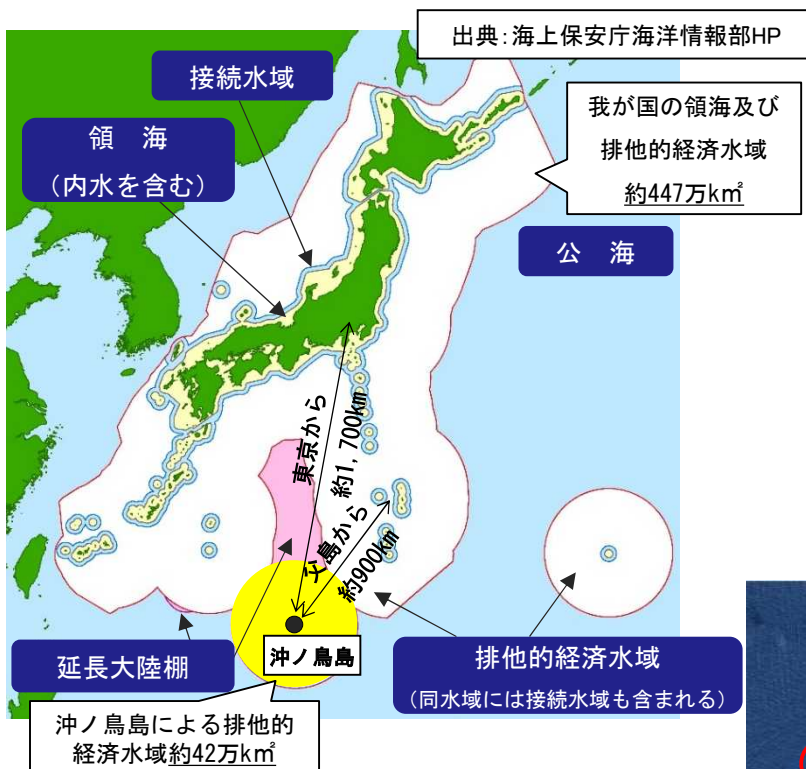 出典:海上保安庁海洋情報部HP
接続水域
領 海
(内水を含む)
我が国の領海及び
排他的経済水域
約447万㎢
公 海
東京から
約1,700km
父島から
約900km
沖ノ鳥島
延長大陸棚
排他的経済水域
(同水域には接続水域も含まれる)
沖ノ鳥島による排他的
経済水域約42万㎢